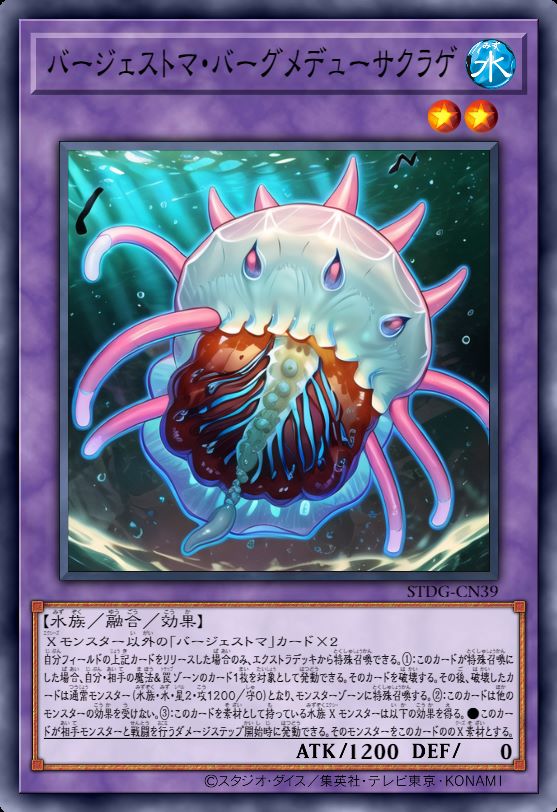 バージェストマ・バーグメデューサクラゲ
みず
水
STDG-CN39
【水族／融合／効果】
Ｘモンスター以外の「バージェストマ」カード×2
自分フィールドの上記カードをリリースした場合のみ、エクストラデッキから特殊召喚できる。①:このカードが特殊召喚に
した場合、自分・相手の魔法&罠ゾーンのカード1枚を対象として発動できる。そのカードを破壊する。その後、破壊したカ
ードは通常モンスター(水族・水・星2・攻1200/守0)となり、モンスターゾーンに特殊召喚する。②:このカードは他の
モンスターの効果を受けない。③:このカードを素材として持っている水族Ｘモンスターは以下の効果を得る。●このカー
ドが相手モンスターと戦闘を行うダメージステップ開始時に発動できる。そのモンスターをこのカードののＸ素材とする。
ATK/1200 DEF/ 0
©スタジオ・ダイス／集英社・テレビ東京・KONAMI